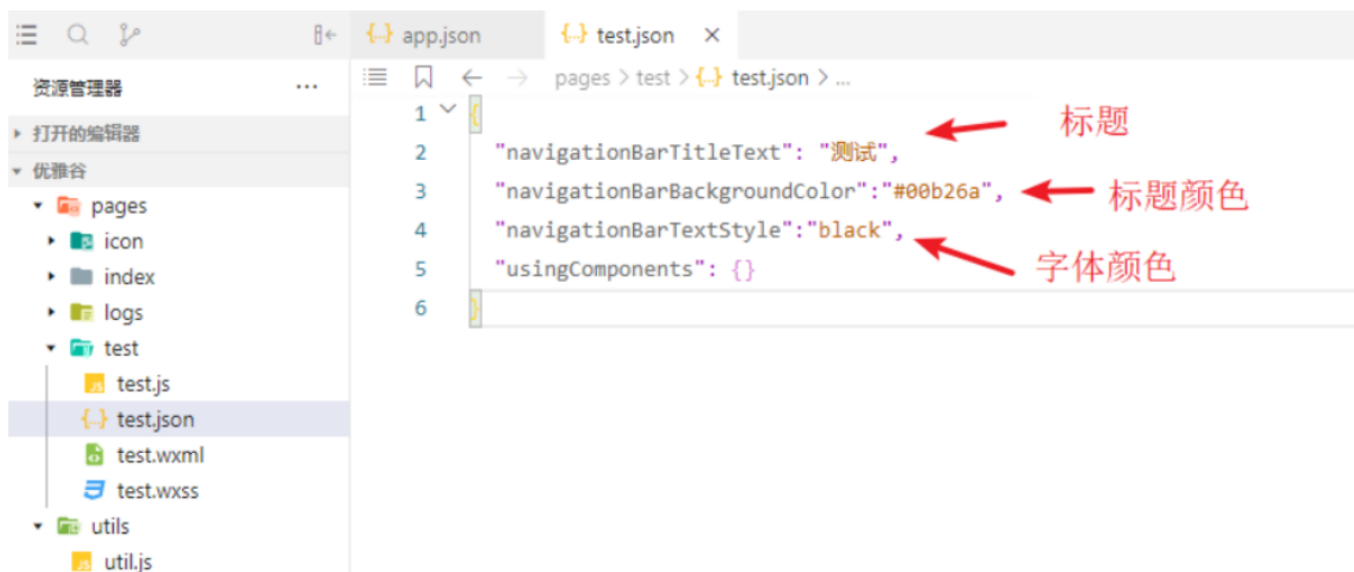 app.json
test.json
资源管理器
pages > test > {..} test.json > ...
打开的编辑器
优雅谷
pages
icon
index
logs
test
test.js
{..} test.json
test.wxml
test.wxss
utils
util.js
1 {
2 "navigationBarTitleText": "测试",
3 "navigationBarBackgroundColor":"#00b26a",
4 "navigationBarTextStyle":"black",
5 "usingComponents": {}
6 }
标题
标题颜色
字体颜色